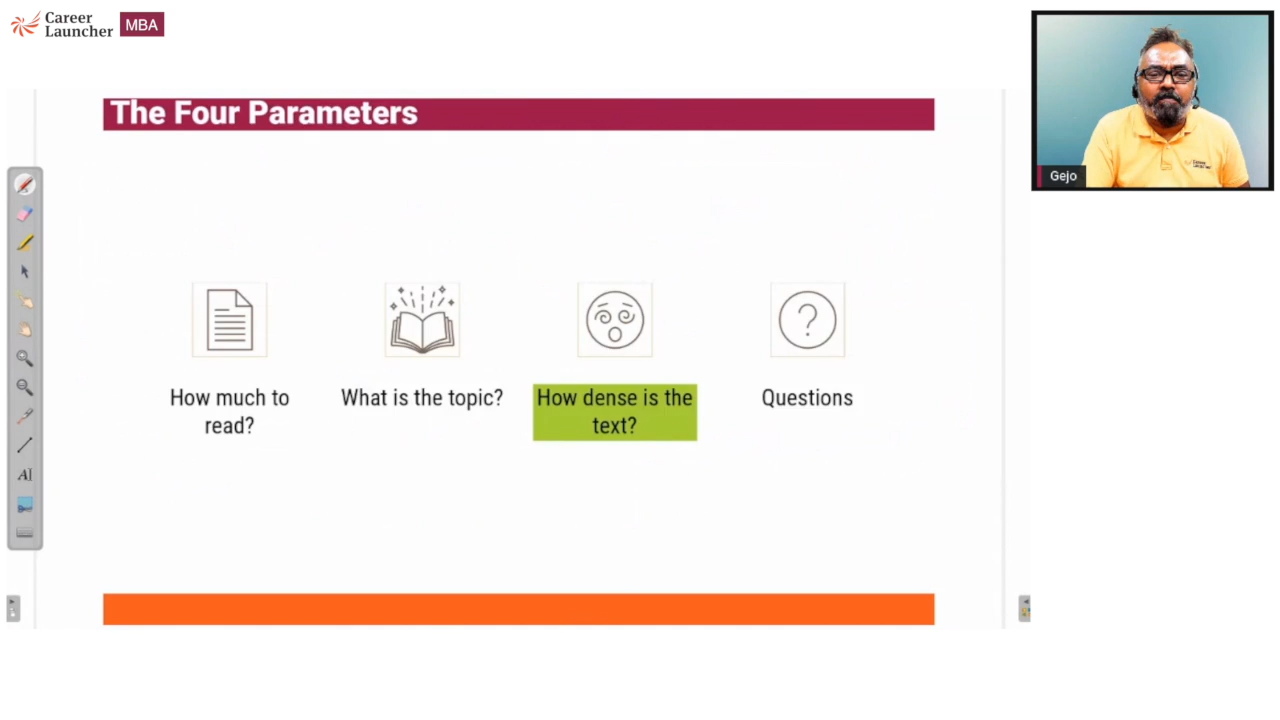 Career
Launcher
MBA
The Four Parameters
Gejo
How much to
read?
What is the topic?
How dense is the
text?
Questions
AI